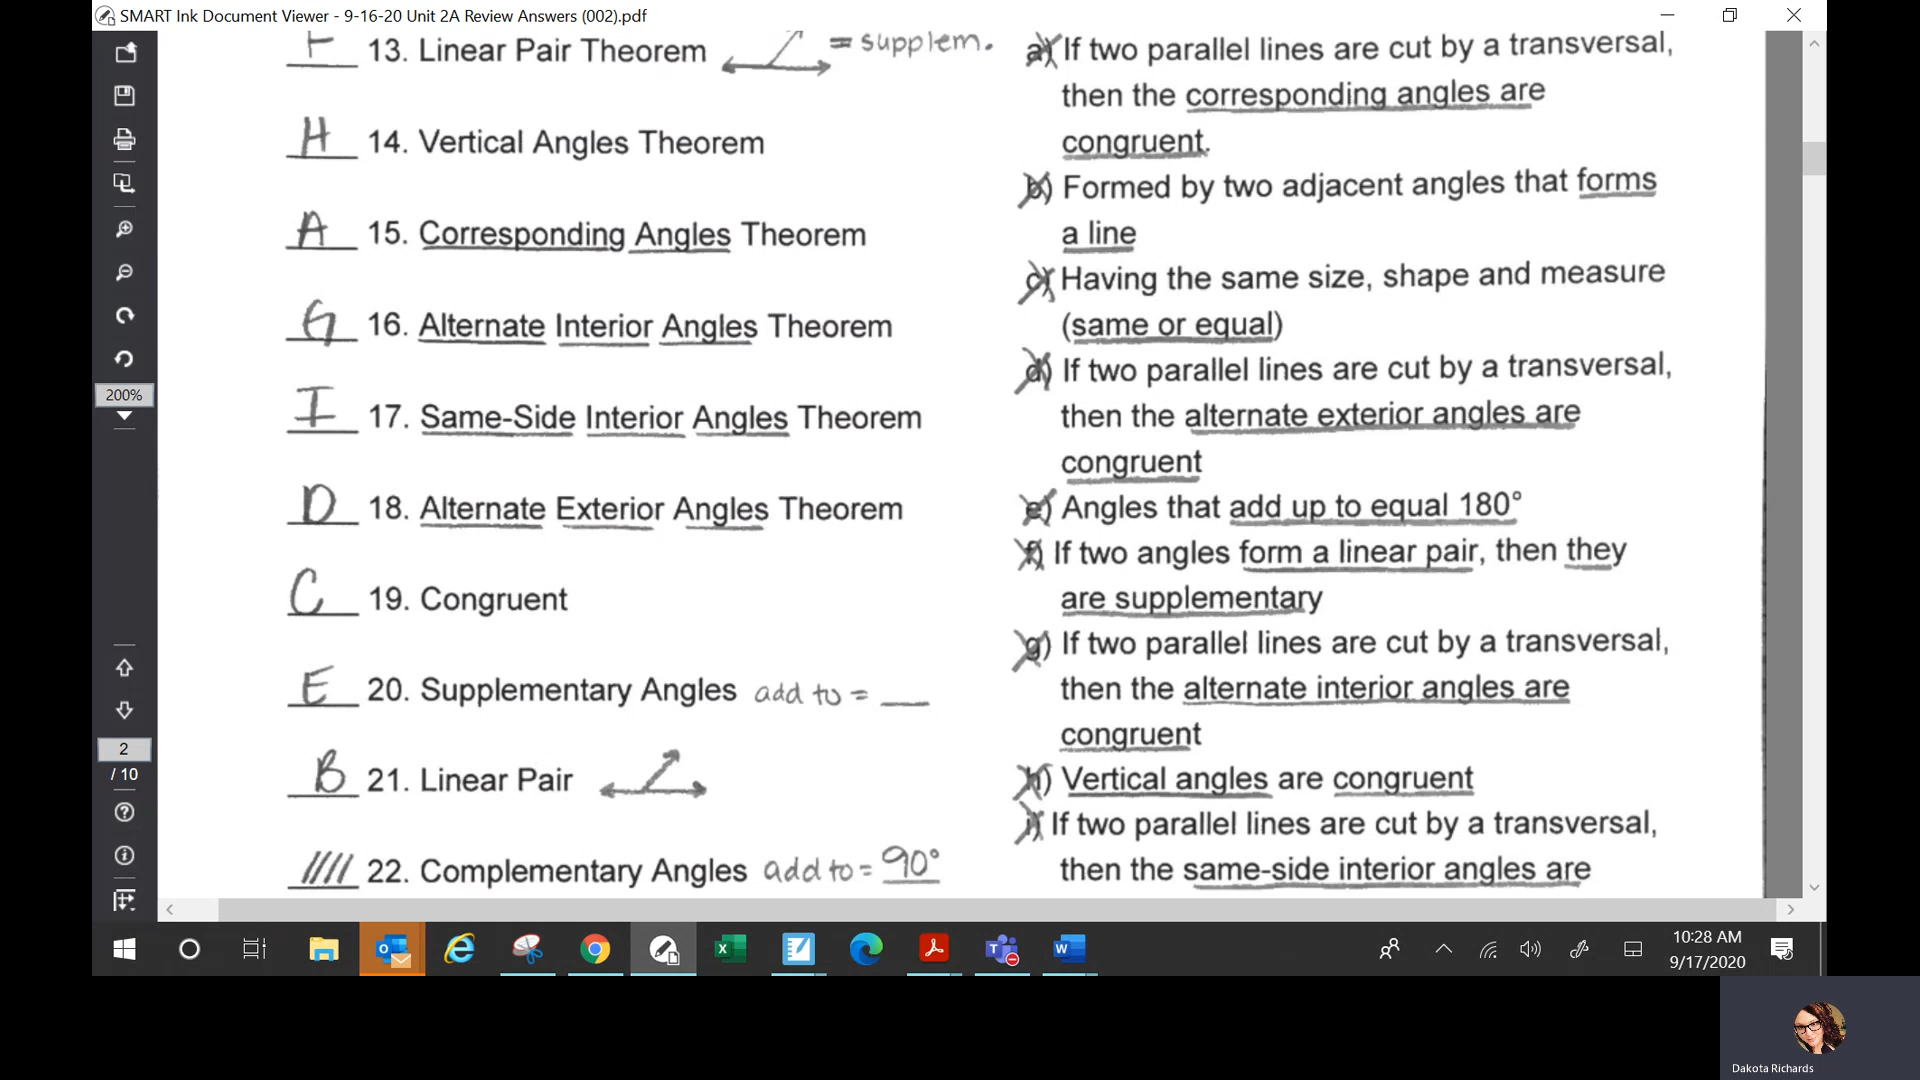 SMART Ink Document Viewer - 9-16-20 Unit 2A Review Answers (002).pdf
F 13. Linear Pair Theorem = supplem.
H 14. Vertical Angles Theorem
A 15. Corresponding Angles Theorem
G 16. Alternate Interior Angles Theorem
I 17. Same-Side Interior Angles Theorem
D 18. Alternate Exterior Angles Theorem
C 19. Congruent
E 20. Supplementary Angles add to = __
B 21. Linear Pair
//// 22. Complementary Angles add to = 90°
a) If two parallel lines are cut by a transversal,
then the corresponding angles are
congruent.
b) Formed by two adjacent angles that forms
a line
c) Having the same size, shape and measure
(same or equal)
d) If two parallel lines are cut by a transversal,
then the alternate exterior angles are
congruent
e) Angles that add up to equal 180°
f) If two angles form a linear pair, then they
are supplementary
g) If two parallel lines are cut by a transversal,
then the alternate interior angles are
congruent
h) Vertical angles are congruent
i) If two parallel lines are cut by a transversal,
then the same-side interior angles are
200%
2
/ 10
10:28 AM
9/17/2020
Dakota Richards